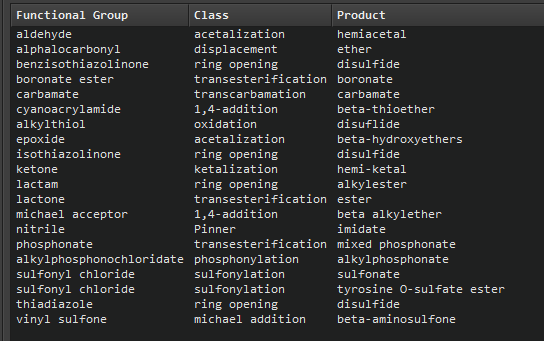 Functional Group Class Product
aldehyde acetalization hemiacetal
alphalocarbonyl displacement ether
benzisothiazolinone ring opening disulfide
boronate ester transesterification boronate
carbamate transcarbamation carbamate
cyanoacrylamide 1,4-addition beta-thioether
alkylthiol oxidation disuflide
epoxide acetalization beta-hydroxyethers
isothiazolinone ring opening disulfide
ketone ketalization hemi-ketal
lactam ring opening alkylester
lactone transesterification ester
michael acceptor 1,4-addition beta alkylether
nitrile Pinner imidate
phosphonate transesterification mixed phosphonate
alkylphosphonochloridate phosphonylation alkylphosphonate
sulfonyl chloride sulfonylation sulfonate
sulfonyl chloride sulfonylation tyrosine O-sulfate ester
thiadiazole ring opening disulfide
vinyl sulfone michael addition beta-aminosulfone